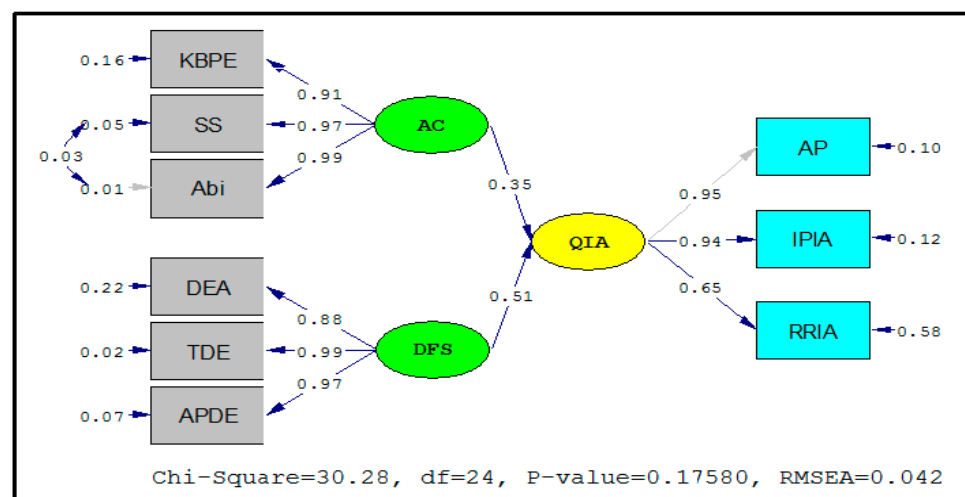 0.16
KBPE
0.91
0.05
SS
0.97
AC
0.03
0.99
0.01
Abi
0.35
AP
0.10
0.95
QIA
0.94
IPIA
0.12
0.22
DEA
0.88
0.51
0.65
0.02
TDE
0.99
DFS
RRIA
0.58
0.97
0.07
APDE
Chi-Square=30.28, df=24, P-value=0.17580, RMSEA=0.042